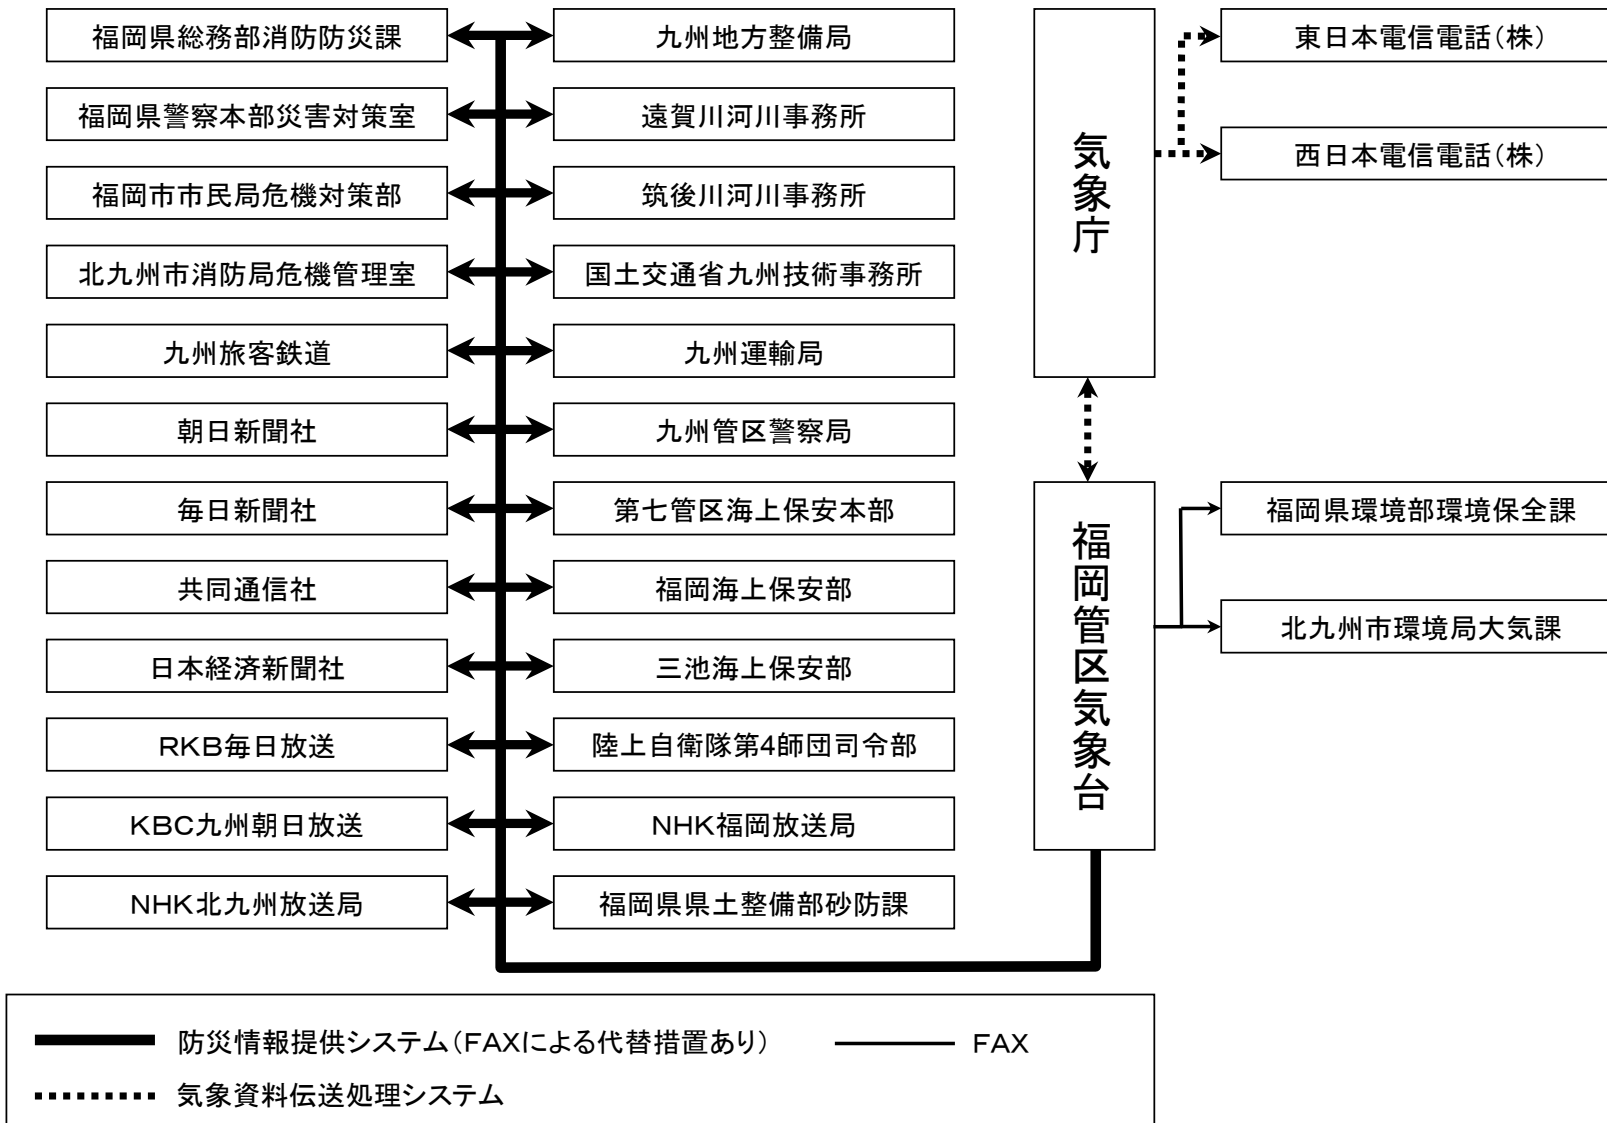 福岡県総務部消防防災課
福岡県警察本部災害対策室
福岡市市民局危機対策部
北九州市消防局危機管理室
九州旅客鉄道
朝日新聞社
毎日新聞社
共同通信社
日本経済新聞社
RKB毎日放送
KBC九州朝日放送
NHK北九州放送局
九州地方整備局
遠賀川河川事務所
筑後川河川事務所
国土交通省九州技術事務所
九州運輸局
九州管区警察局
第七管区海上保安本部
福岡海上保安部
三池海上保安部
陸上自衛隊第4師団司令部
NHK福岡放送局
福岡県県土整備部砂防課
気象庁
福岡管区気象台
東日本電信電話(株)
西日本電信電話(株)
福岡県環境部環境保全課
北九州市環境局大気課
防災情報提供システム(FAXによる代替措置あり)
FAX
気象資料伝送処理システム